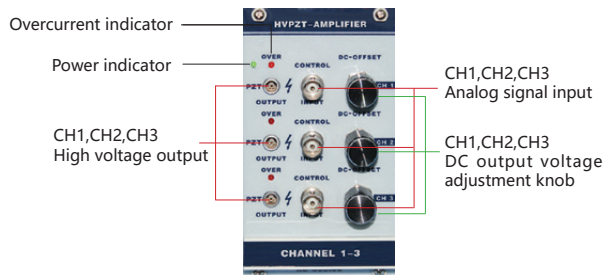 Overcurrent indicator
HVPZT-AMPLIFIER
Power indicator
OVER
CONTROL
DC-OFFSET
PZT
CH 1
OUTPUT
INPUT
CH1,CH2,CH3
Analog signal input
OVER
CONTROL
DC-OFFSET
CH1,CH2,CH3
High voltage output
PZT
CH 2
OUTPUT
INPUT
CH1,CH2,CH3
DC output voltage
adjustment knob
OVER
CONTROL
DC-OFFSET
PZT
CH 3
OUTPUT
INPUT
CHANNEL 1-3